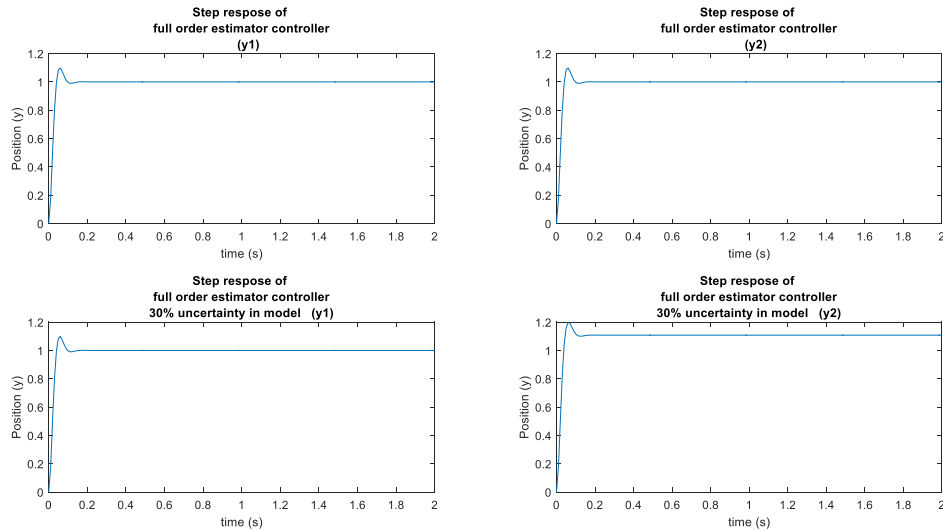 Step respose of
full order estimator controller
(y1)
1.2
1
0.8
0.6
0.4
0.2
0
Position (y)
0 0.2 0.4 0.6 0.8 1 1.2 1.4 1.6 1.8 2
time (s)
Step respose of
full order estimator controller
(y2)
1.2
1
0.8
0.6
0.4
0.2
0
Position (y)
0 0.2 0.4 0.6 0.8 1 1.2 1.4 1.6 1.8 2
time (s)
Step respose of
full order estimator controller
30% uncertainty in model (y1)
1.2
1
0.8
0.6
0.4
0.2
0
Position (y)
0 0.2 0.4 0.6 0.8 1 1.2 1.4 1.6 1.8 2
time (s)
Step respose of
full order estimator controller
30% uncertainty in model (y2)
1.2
1
0.8
0.6
0.4
0.2
0
Position (y)
0 0.2 0.4 0.6 0.8 1 1.2 1.4 1.6 1.8 2
time (s)